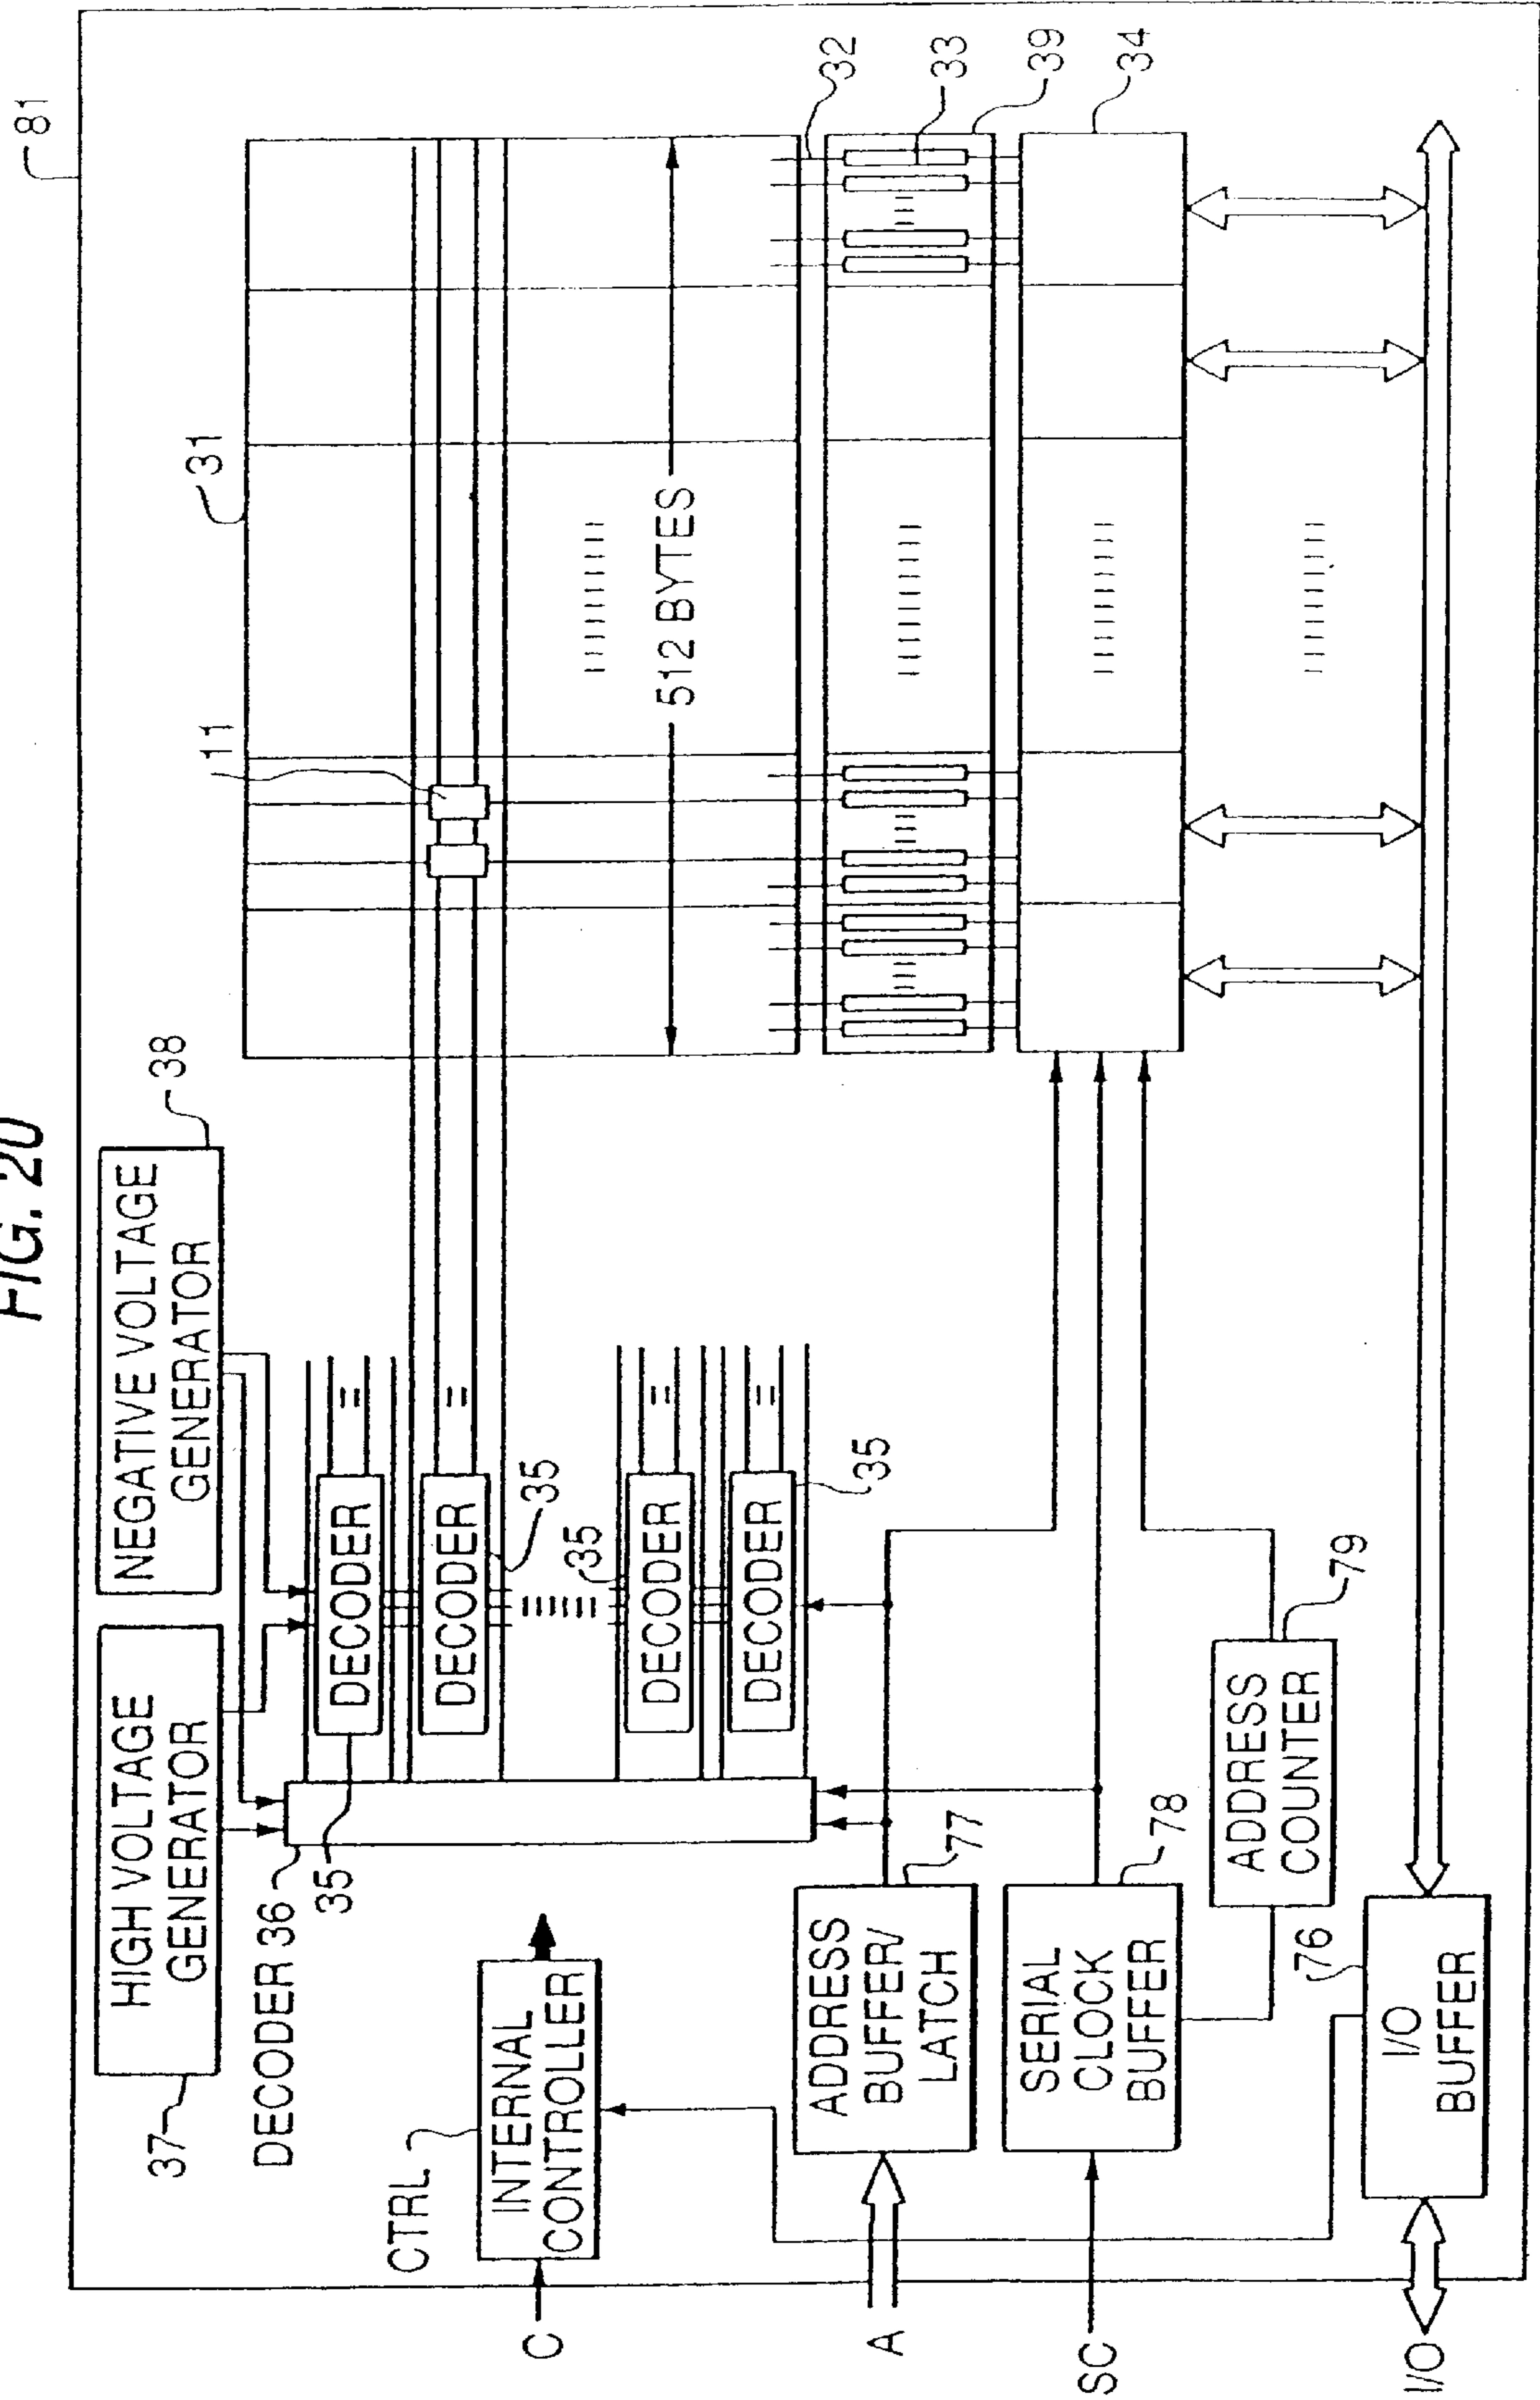 FIG. 20
81
HIGH VOLTAGE
GENERATOR
37
NEGATIVE VOLTAGE
GENERATOR
38
DECODER 36
35
DECODER
DECODER
35
35
DECODER
DECODER
35
11
31
512 BYTES
32
33
39
34
CTRL
INTERNAL
CONTROLLER
C
ADDRESS
BUFFER/
LATCH
77
A
SERIAL
CLOCK
BUFFER
78
SC
ADDRESS
COUNTER
79
76
I/O
BUFFER
I/O